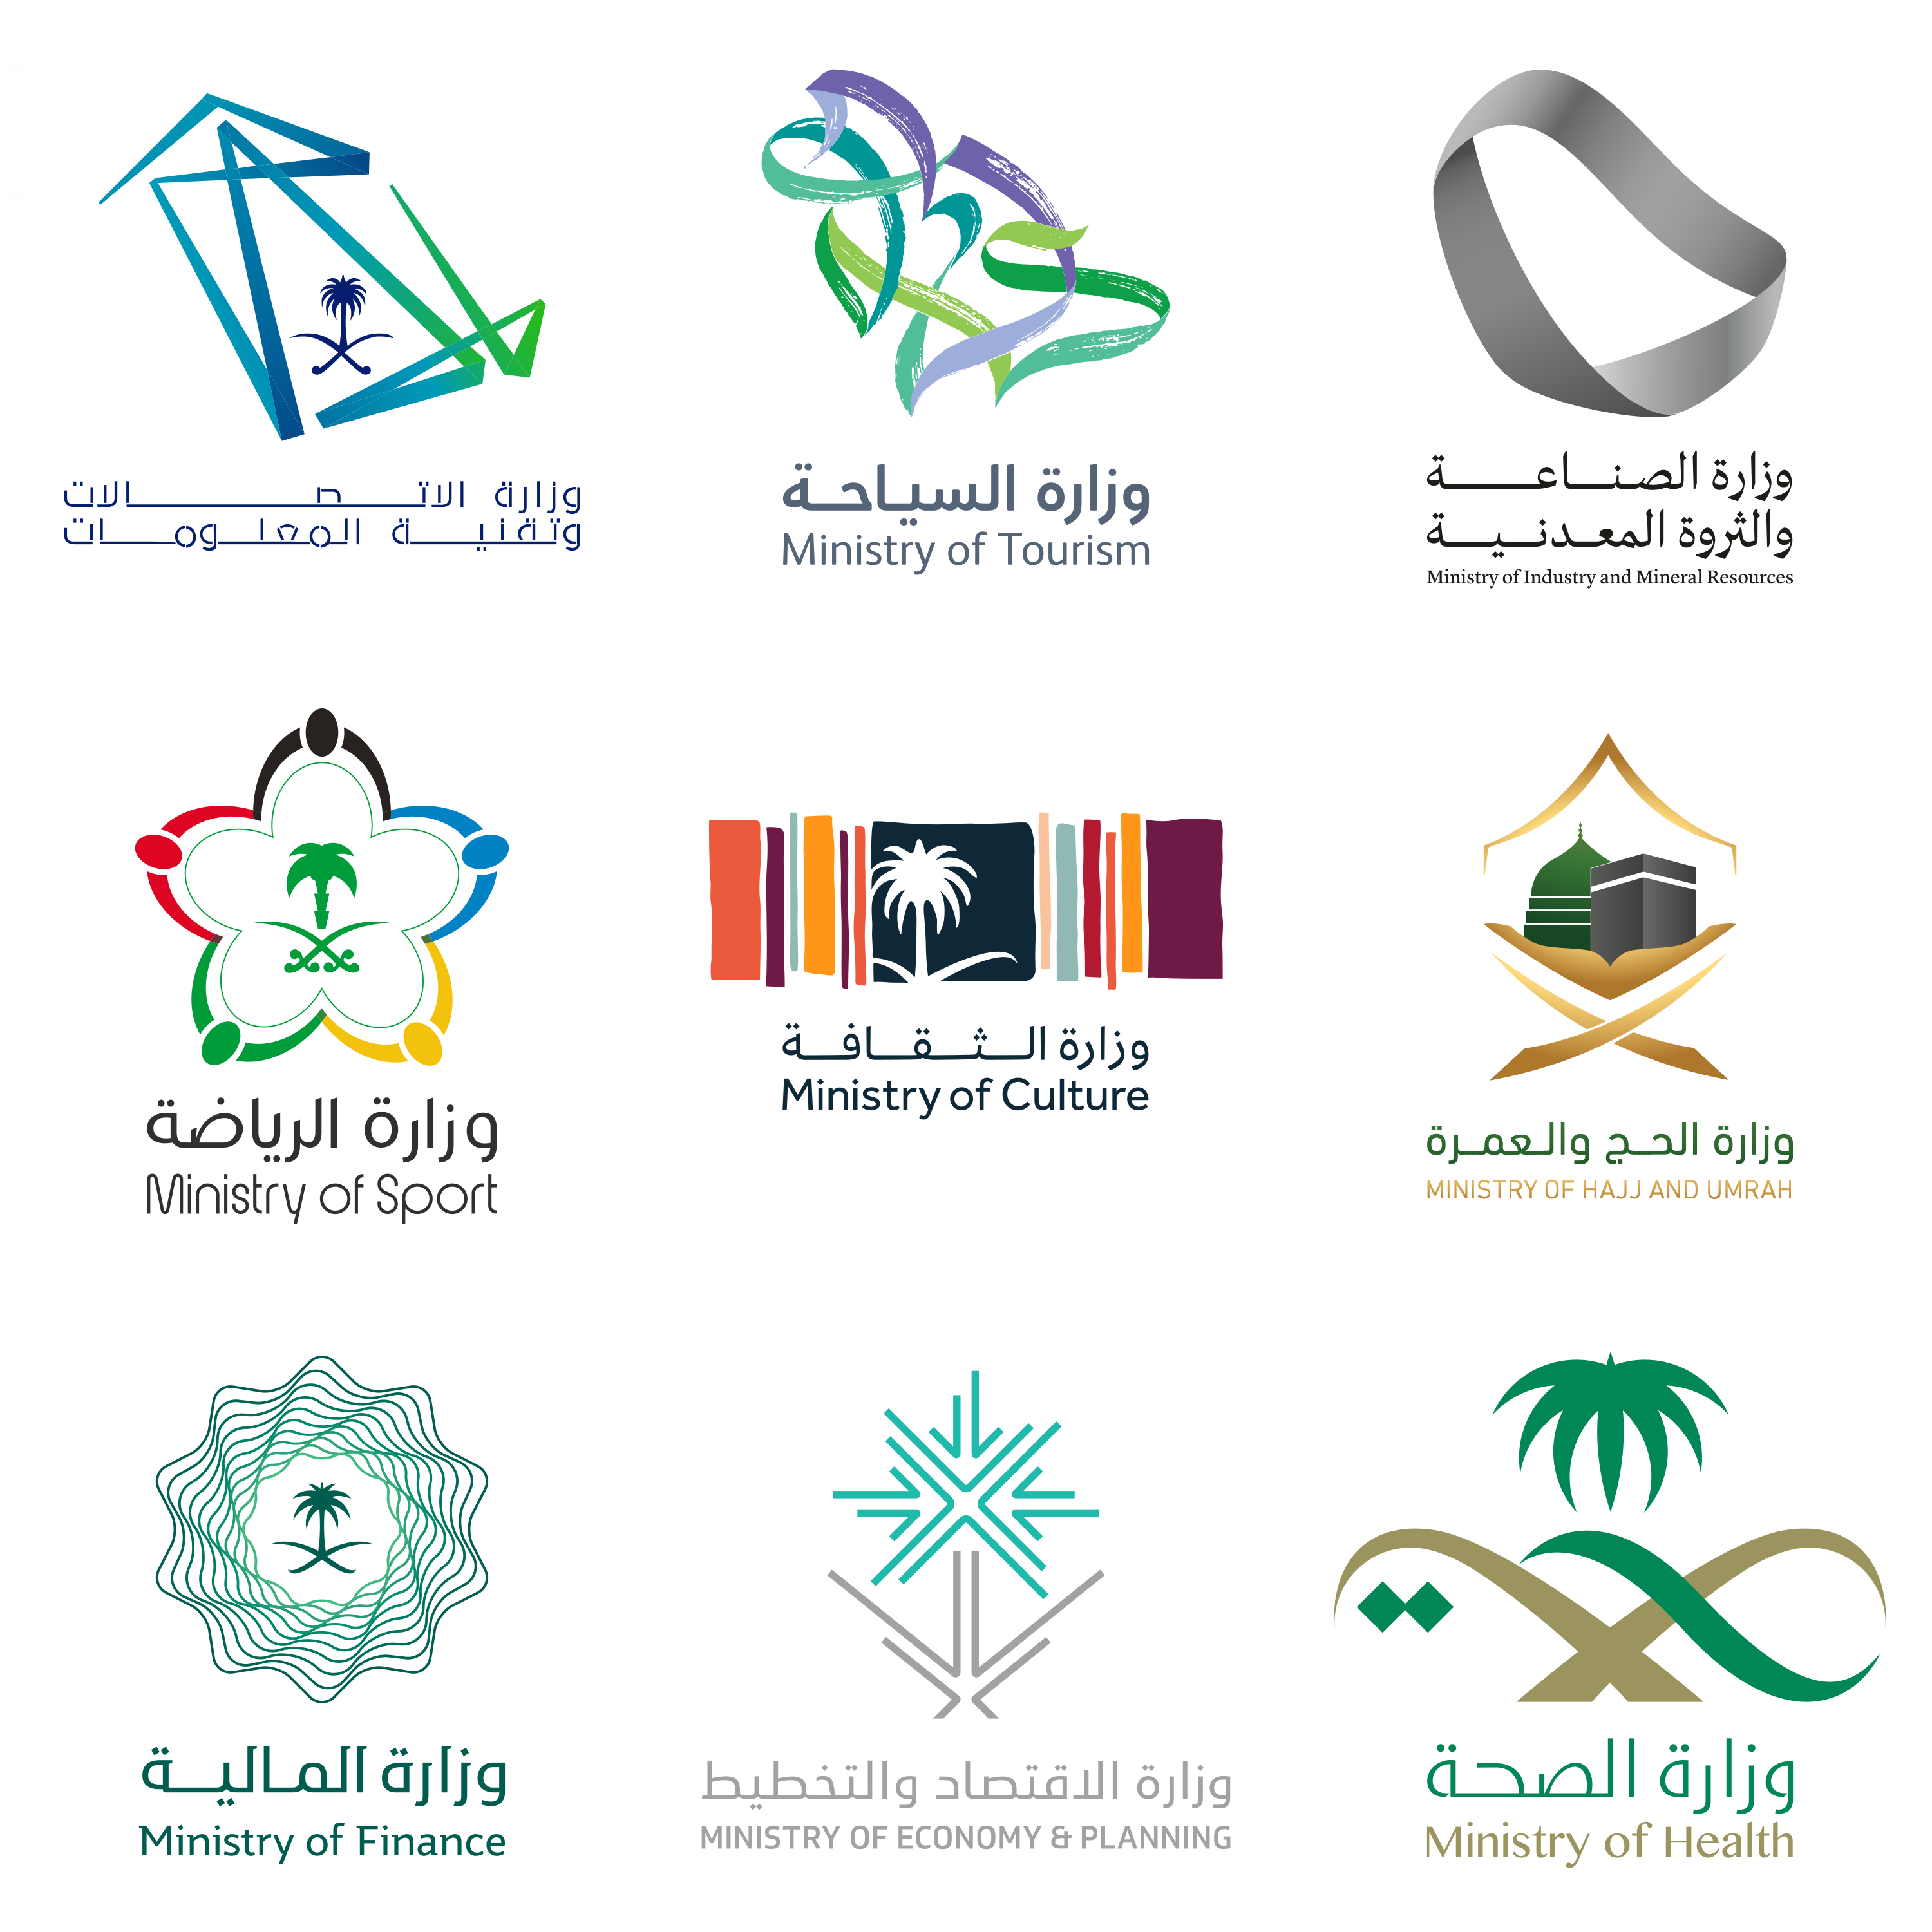 وزارة الاتصالات
وتقنية المعلومات
وزارة السياحة
Ministry of Tourism
وزارة الصناعة
والثروة المعدنية
Ministry of Industry and Mineral Resources
وزارة الرياضة
Ministry of Sport
وزارة الثقافة
Ministry of Culture
وزارة الحج والعمرة
MINISTRY OF HAJJ AND UMRAH
وزارة المالية
Ministry of Finance
وزارة الاقتصاد والتخطيط
MINISTRY OF ECONOMY & PLANNING
وزارة الصحة
Ministry of Health